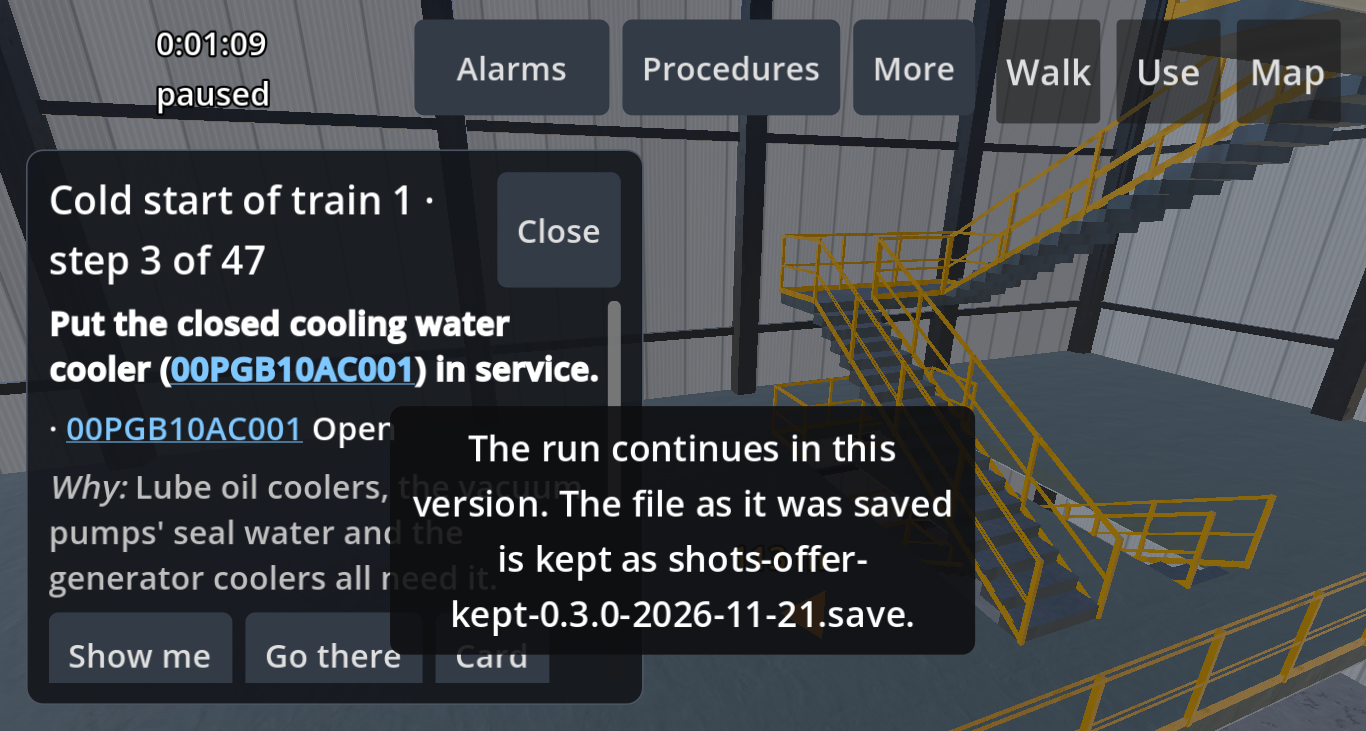 0:01:09
paused
Alarms
Procedures
More
Walk
Use
Map
Cold start of train 1 ·
step 3 of 47
Close
Put the closed cooling water
cooler (00PGB10AC001) in service.
· 00PGB10AC001 Open
Why: Lube oil coolers, the vacuum
pumps' seal water and the
generator coolers all need it.
Show me
Go there
Card
The run continues in this
version. The file as it was saved
is kept as shots-offer-
kept-0.3.0-2026-11-21.save.